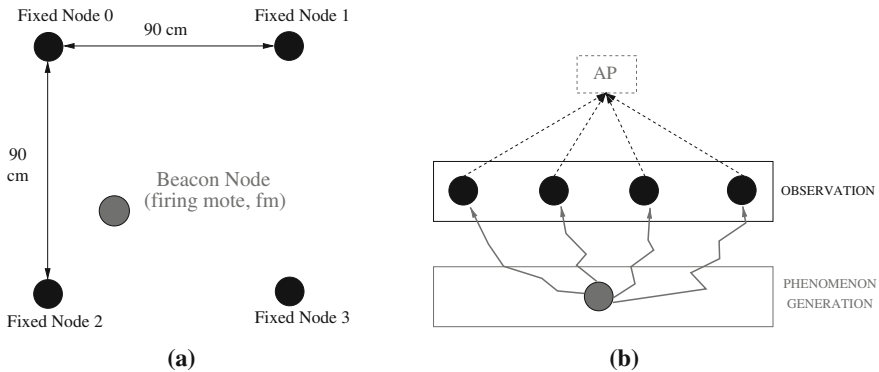 Fixed Node 0
Fixed Node 1
90 cm
90
cm
Beacon Node
(firing mote, fm)
Fixed Node 2
Fixed Node 3
(a)
AP
OBSERVATION
PHENOMENON
GENERATION
(b)